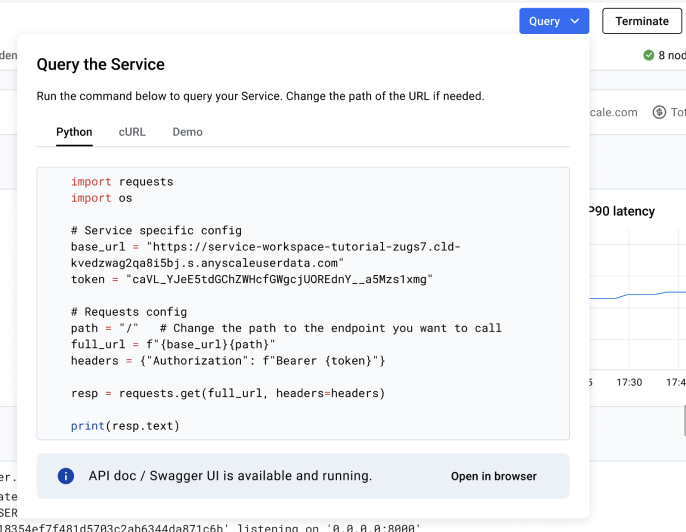 Query
Terminate
den
8 nod
Query the Service
Run the command below to query your Service. Change the path of the URL if needed.
cale.com
Tot
Python
cURL
Demo
import requests
import os
# Service specific config
base_url = "https://service-workspace-tutorial-zugs7.cld-
kvedzwag2qa8i5bj.s.anyscaleuserdata.com"
token = "caVL_YJeE5tdGChZWHcfGWgcjUOREdnY__a5Mzs1xmg"
# Requests config
path = "/"   # Change the path to the endpoint you want to call
full_url = f"{base_url}{path}"
headers = {"Authorization": f"Bearer {token}"}
resp = requests.get(full_url, headers=headers)
print(resp.text)
P90 latency
5
17:30
17:4
API doc / Swagger UI is available and running.
Open in browser
er.
ate
SER
18354ef7f481d5703c2ab6344da871c6b' listening on '0.0.0.0:8000'